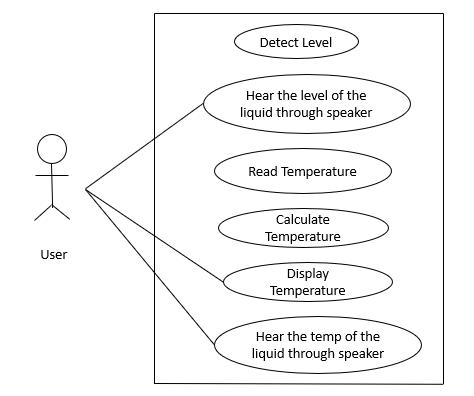 Detect Level
Hear the level of the
liquid through speaker
Read Temperature
Calculate
Temperature
Display
Temperature
Hear the temp of the
liquid through speaker
User